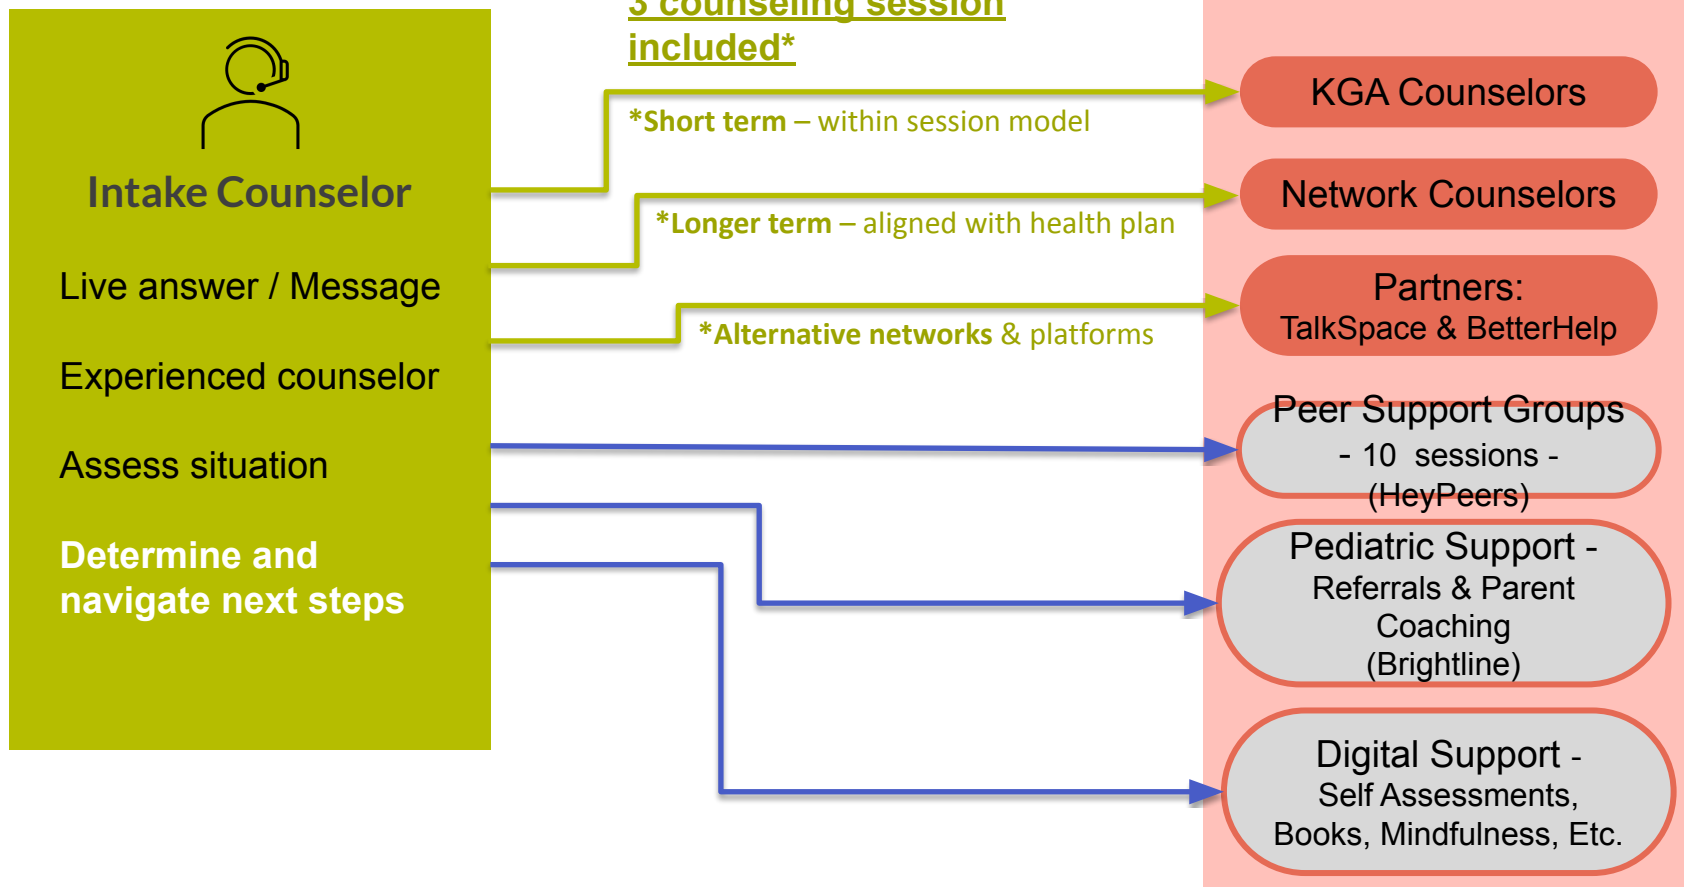 3 counseling session
included*
Intake Counselor
Live answer / Message
Experienced counselor
Assess situation
Determine and
navigate next steps
*Short term – within session model
*Longer term – aligned with health plan
*Alternative networks & platforms
KGA Counselors
Network Counselors
Partners:
TalkSpace & BetterHelp
Peer Support Groups
- 10 sessions -
(HeyPeers)
Pediatric Support -
Referrals & Parent
Coaching
(Brightline)
Digital Support -
Self Assessments,
Books, Mindfulness, Etc.